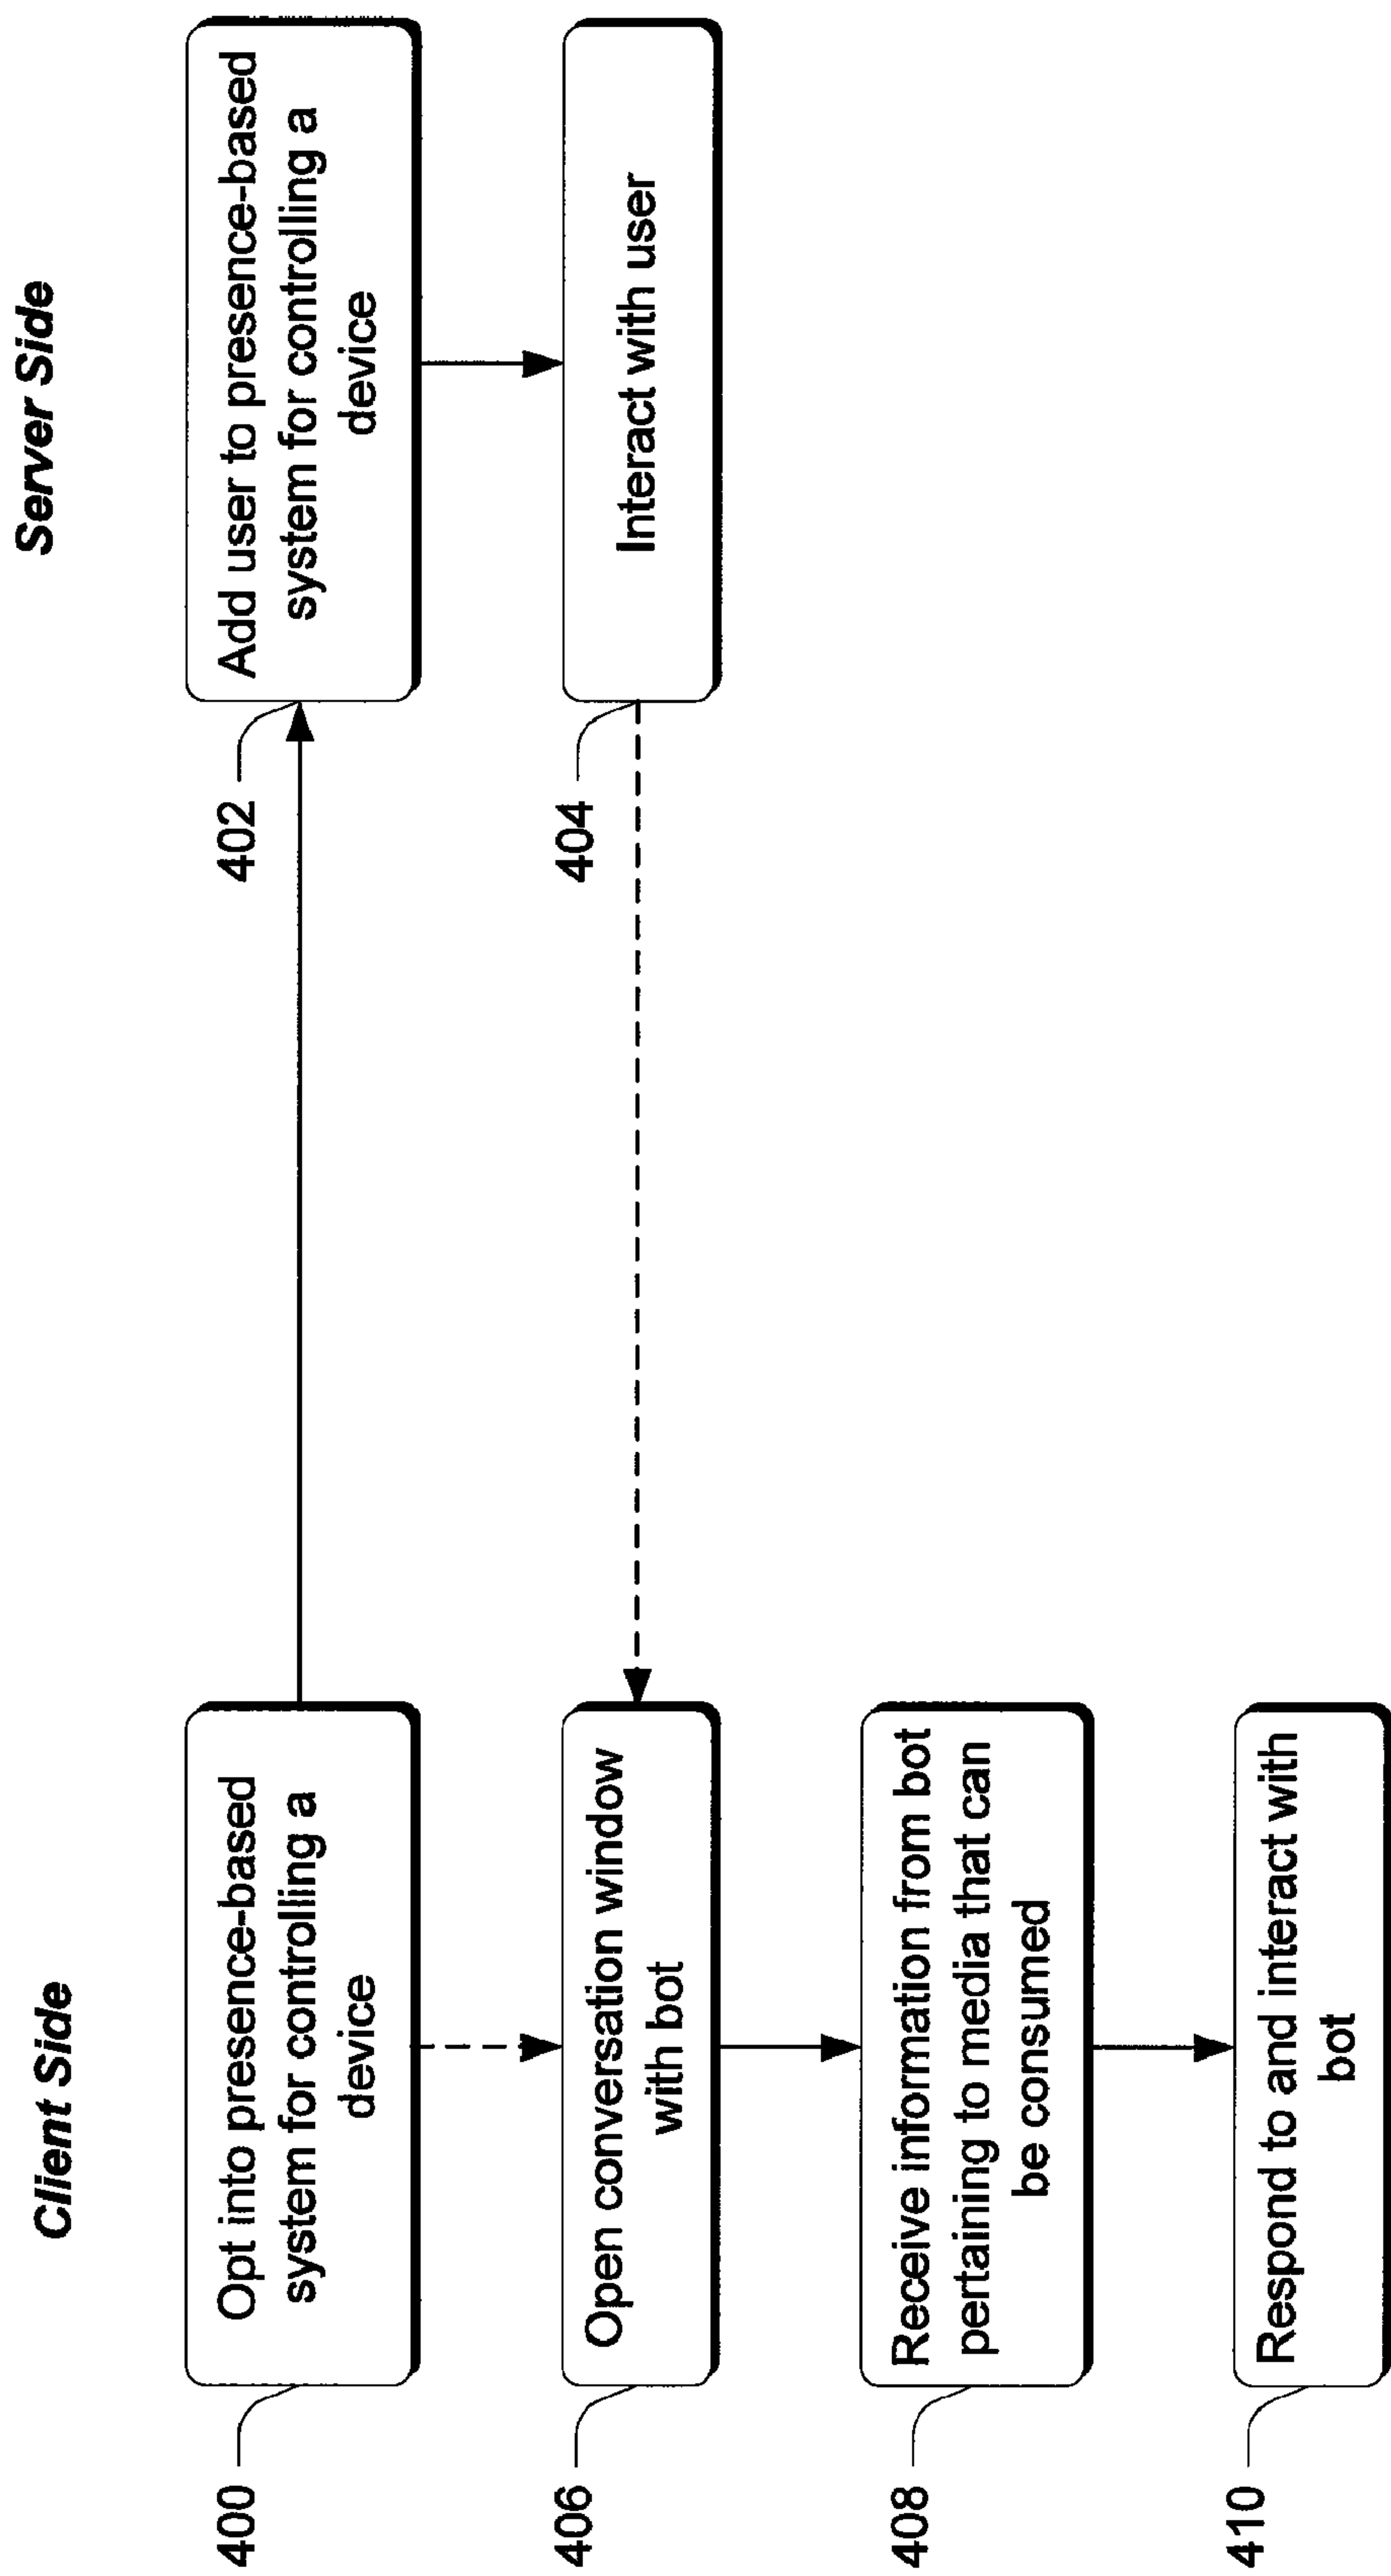 Client Side
Server Side
400
Opt into presence-based
system for controlling a
device
402
Add user to presence-based
system for controlling a
device
406
Open conversation window
with bot
404
Interact with user
408
Receive information from bot
pertaining to media that can
be consumed
410
Respond to and interact with
bot